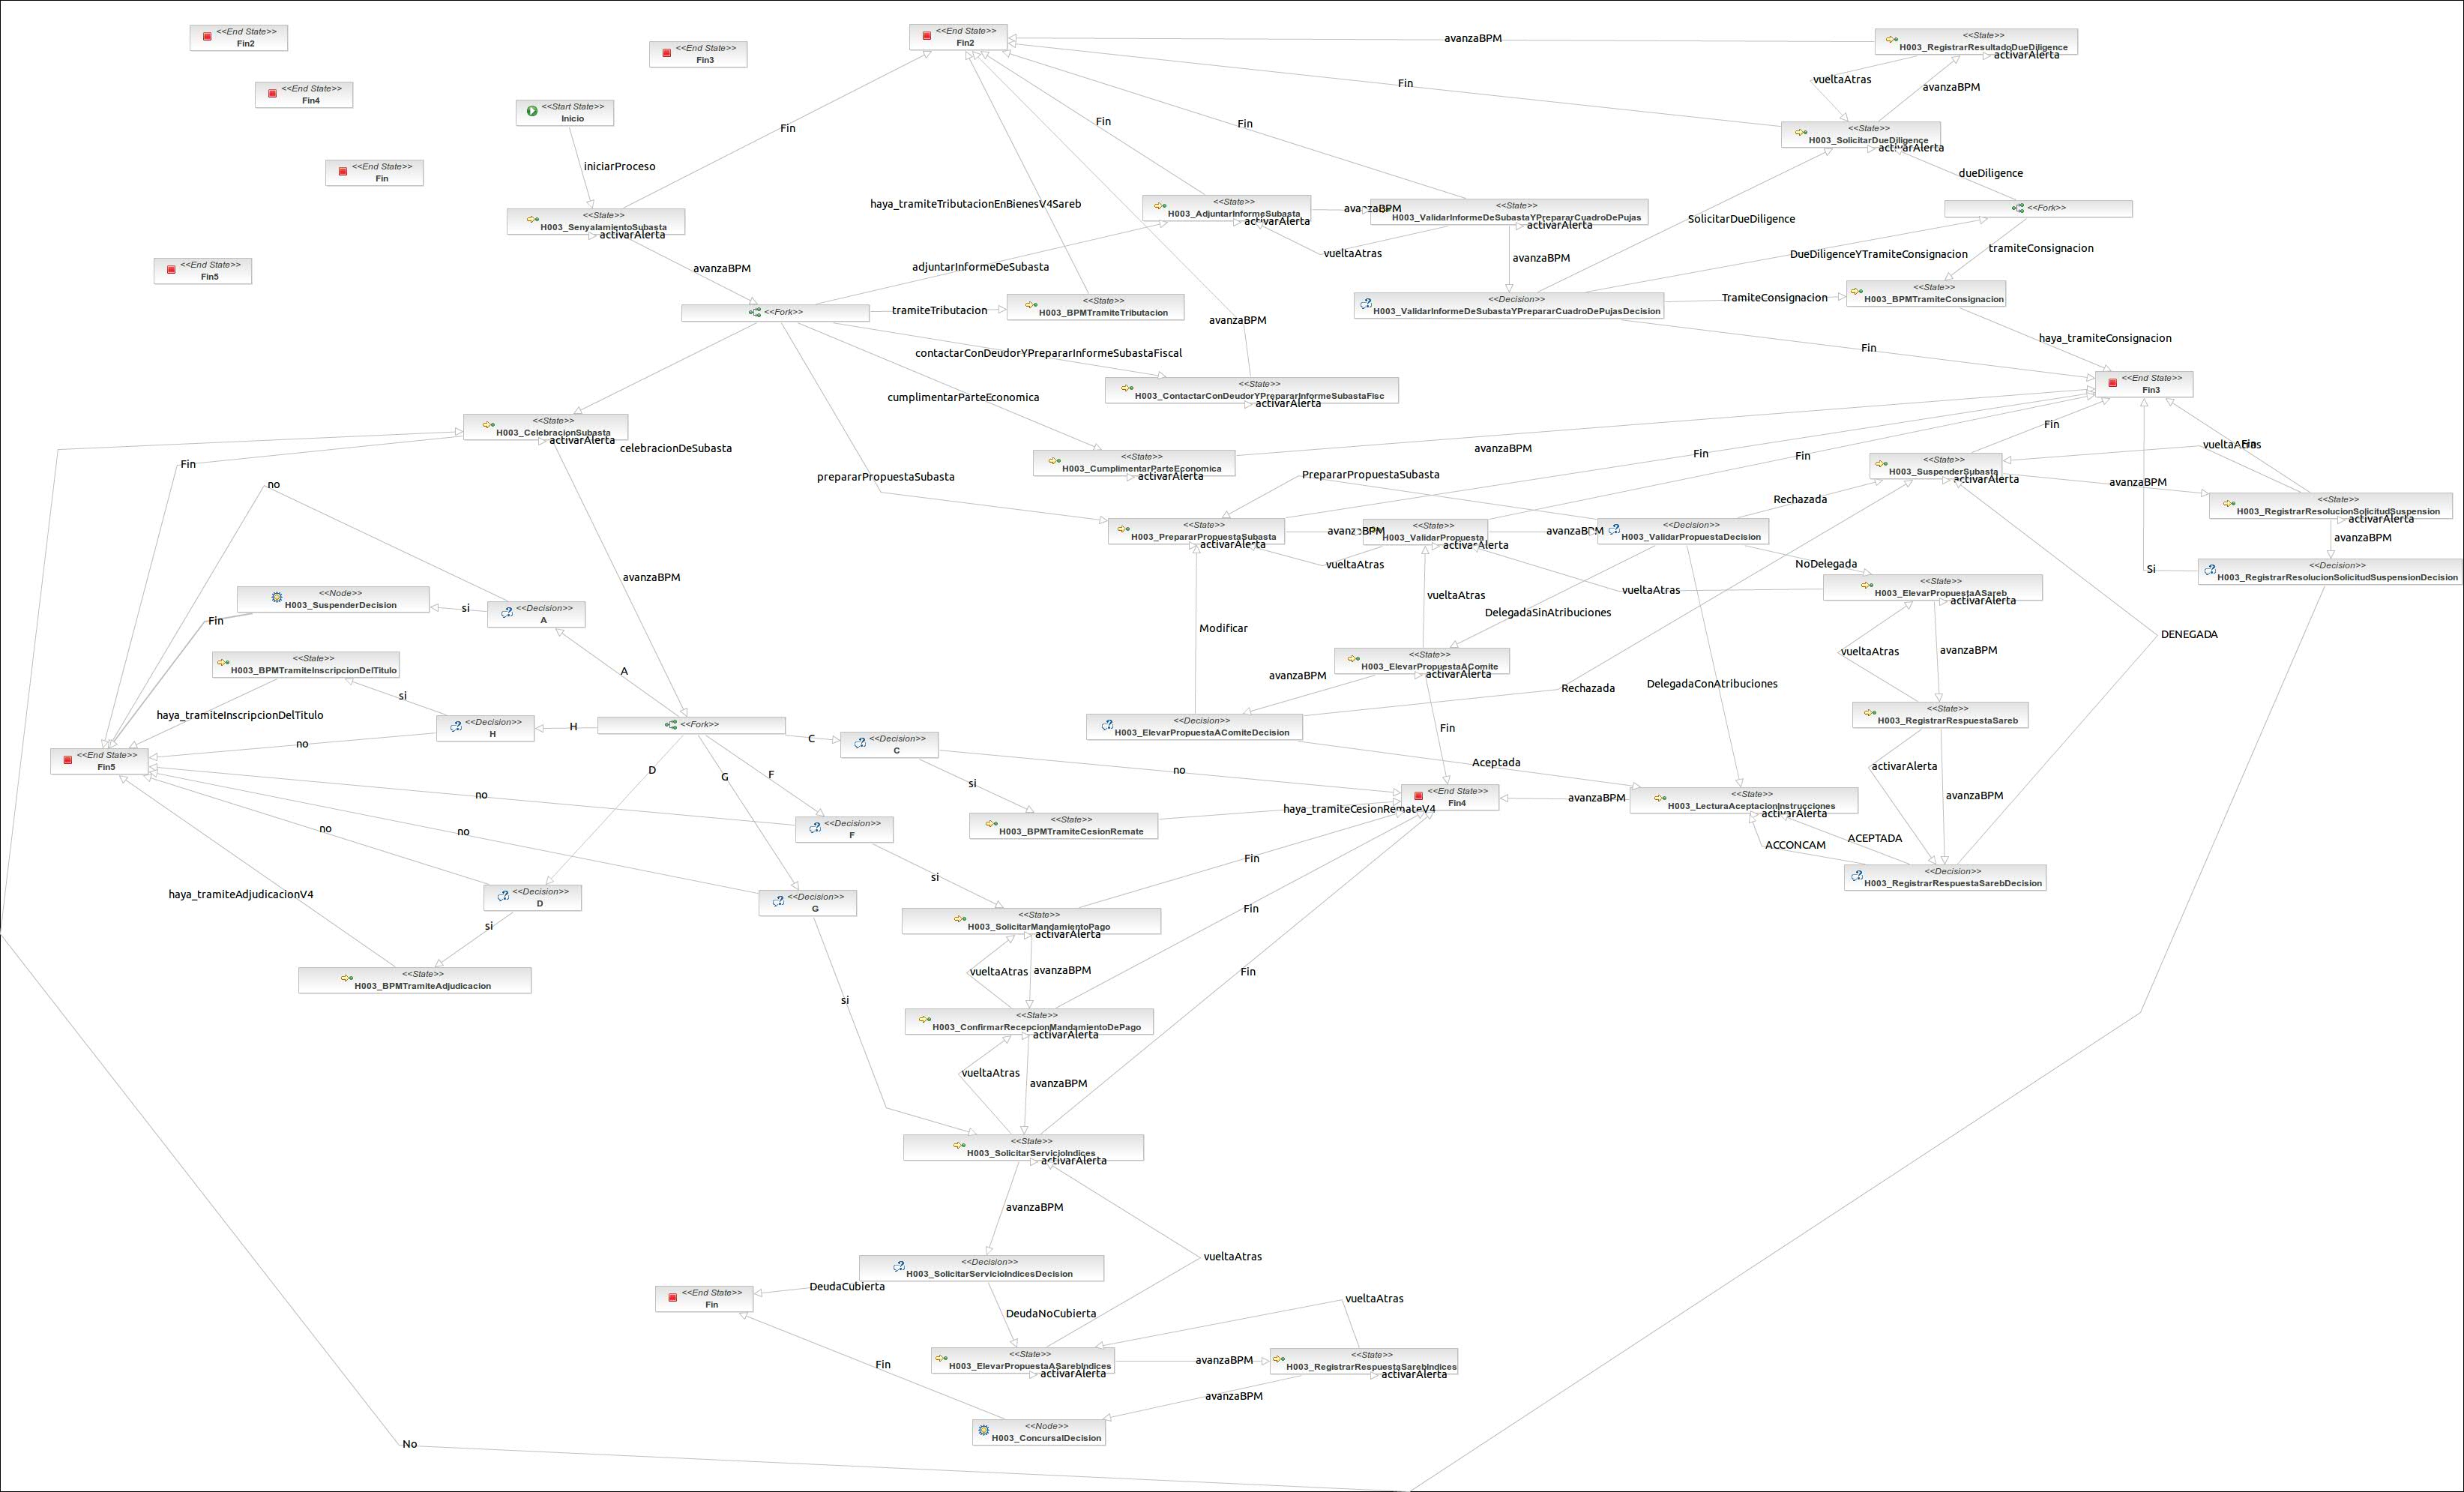 <<End State>>
Fin2
<<End State>>
Fin3
<<End State>>
Fin2
avanzaBPM
<<State>>
H003_RegistrarResultadoDueDiligence
activarAlerta
<<End State>>
Fin4
Fin
vueltaAtras
avanzaBPM
<<Start State>>
Inicio
Fin
Fin
Fin
<<State>>
H003_SolicitarDueDiligence
activarAlerta
<<End State>>
Fin
iniciarProceso
dueDiligence
haya_tramiteTributacionEnBienesV4Sareb
<<State>>
H003_AdjuntarInformeSubasta
activarAlerta
avanzaBPM
<<State>>
H003_ValidarInformeDeSubastaYPrepararCuadroDePujas
activarAlerta
SolicitarDueDiligence
<<Fork>>
<<State>>
H003_SenyalamientoSubasta
activarAlerta
<<End State>>
Fin5
avanzaBPM
adjuntarInformeDeSubasta
vueltaAtras
avanzaBPM
DueDiligenceYTramiteConsignacion
tramiteConsignacion
<<Fork>>
tramiteTributacion
<<State>>
H003_BPMTramiteTributacion
avanzaBPM
<<Decision>>
H003_ValidarInformeDeSubastaYPrepararCuadroDePujasDecision
TramiteConsignacion
<<State>>
H003_BPMTramiteConsignacion
contactarConDeudorYPrepararInformeSubastaFiscal
Fin
haya_tramiteConsignacion
<<State>>
H003_ContactarConDeudorYPrepararInformeSubastaFisc
activarAlerta
<<End State>>
Fin3
cumplimentarParteEconomica
<<State>>
H003_CelebracionSubasta
activarAlerta
celebracionDeSubasta
Fin
<<State>>
H003_CumplimentarParteEconomica
activarAlerta
avanzaBPM
Fin
Fin
Fin
vueltaAtras
Fin
<<State>>
H003_SuspenderSubasta
activarAlerta
avanzaBPM
no
prepararPropuestaSubasta
PrepararPropuestaSubasta
Rechazada
<<State>>
H003_RegistrarResolucionSolicitudSuspension
activarAlerta
<<State>>
H003_PrepararPropuestaSubasta
activarAlerta
avanzaBPM
<<State>>
H003_ValidarPropuesta
activarAlerta
avanzaBPM
<<Decision>>
H003_ValidarPropuestaDecision
avanzaBPM
vueltaAtras
NoDelegada
Si
<<Decision>>
H003_RegistrarResolucionSolicitudSuspensionDecision
avanzaBPM
<<Node>>
H003_SuspenderDecision
si
<<Decision>>
A
vueltaAtras
vueltaAtras
<<State>>
H003_ElevarPropuestaASareb
activarAlerta
Fin
Modificar
DelegadaSinAtribuciones
DENEGADA
<<State>>
H003_BPMTramiteInscripcionDelTitulo
A
<<State>>
H003_ElevarPropuestaAComite
activarAlerta
vueltaAtras
avanzaBPM
avanzaBPM
Rechazada
DelegadaConAtribuciones
si
haya_tramiteInscripcionDelTitulo
<<Decision>>
H
H
<<Fork>>
<<Decision>>
H003_ElevarPropuestaAComiteDecision
<<State>>
H003_RegistrarRespuestaSareb
no
C
<<Decision>>
C
Fin
<<End State>>
Fin5
D
G
F
no
Aceptada
activarAlerta
si
<<End State>>
Fin4
avanzaBPM
<<State>>
H003_LecturaAceptacionInstrucciones
activarAlerta
avanzaBPM
no
haya_tramiteCesionRemateV4
no
no
<<Decision>>
F
<<State>>
H003_BPMTramiteCesionRemate
ACCONCAM
ACEPTADA
Fin
<<Decision>>
H003_RegistrarRespuestaSarebDecision
haya_tramiteAdjudicacionV4
<<Decision>>
D
<<Decision>>
G
si
si
Fin
<<State>>
H003_SolicitarMandamientoPago
activarAlerta
<<State>>
H003_BPMTramiteAdjudicacion
vueltaAtras
avanzaBPM
Fin
si
<<State>>
H003_ConfirmarRecepcionMandamientoDePago
activarAlerta
vueltaAtras
avanzaBPM
<<State>>
H003_SolicitarServicioIndices
activarAlerta
avanzaBPM
vueltaAtras
<<Decision>>
H003_SolicitarServicioIndicesDecision
<<End State>>
Fin
DeudaCubierta
DeudaNoCubierta
vueltaAtras
Fin
<<State>>
H003_ElevarPropuestaASarebIndices
activarAlerta
avanzaBPM
<<State>>
H003_RegistrarRespuestaSarebIndices
activarAlerta
avanzaBPM
<<Node>>
H003_ConcursalDecision
No